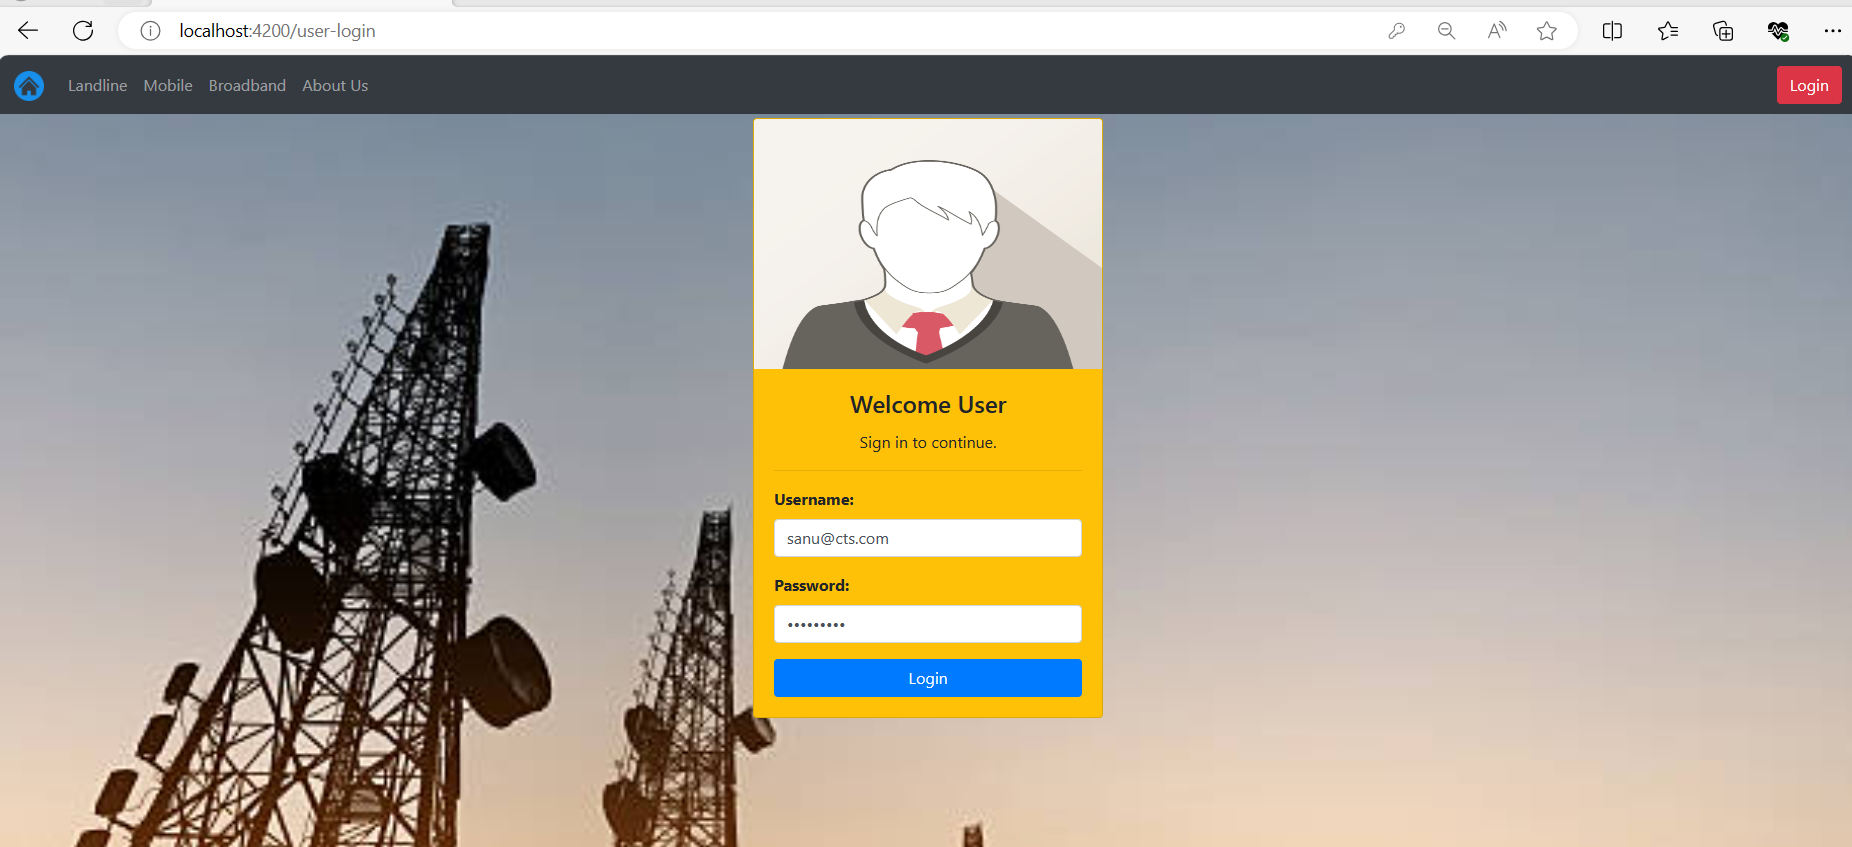 localhost:4200/user-login
Landline Mobile Broadband About Us Login
Welcome User
Sign in to continue.
Username:
sanu@cts.com
Password:
•••••••••
Login